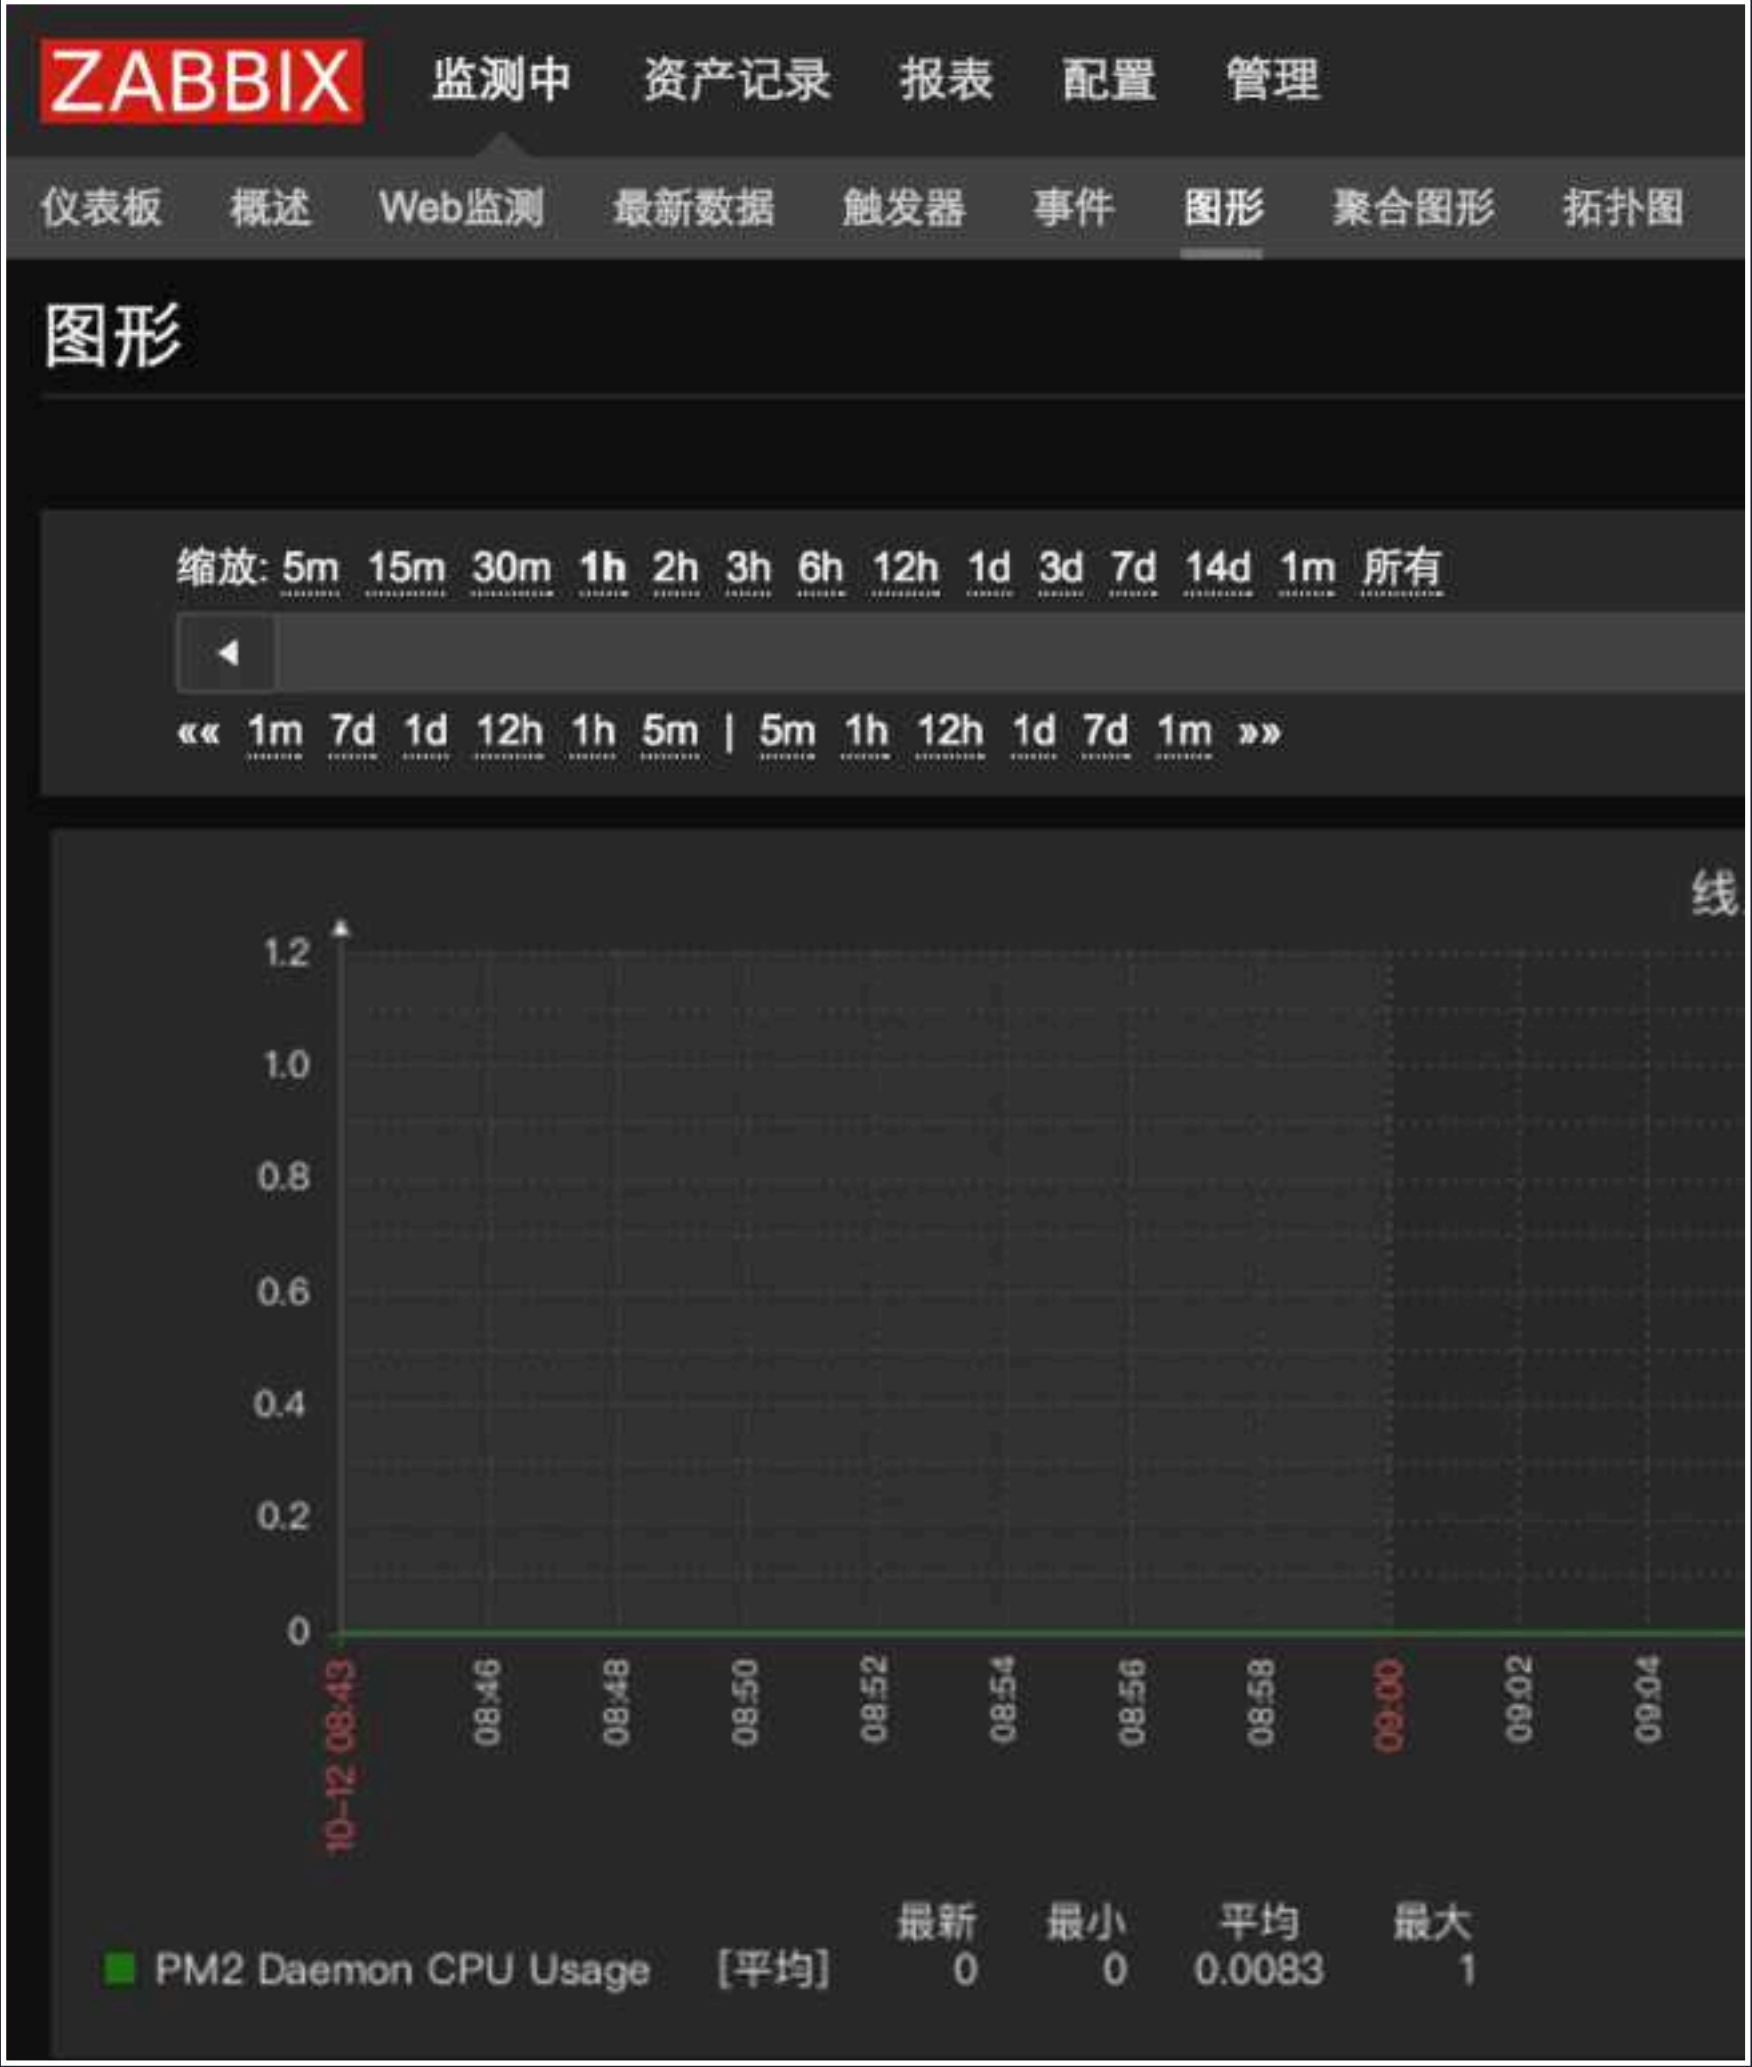 ZABBIX 监测中 资产记录 报表 配置 管理
仪表板 概述 Web监测 最新数据 触发器 事件 图形 聚合图形 拓扑图
图形
缩放: 5m 15m 30m 1h 2h 3h 6h 12h 1d 3d 7d 14d 1m 所有
«« 1m 7d 1d 12h 1h 5m | 5m 1h 12h 1d 7d 1m »»
线
1.2
1.0
0.8
0.6
0.4
0.2
0
10-12 08:43 08:46 08:48 08:50 08:52 08:54 08:56 08:58 09:00 09:02 09:04
最新 最小 平均 最大
PM2 Daemon CPU Usage [平均] 0 0 0.0083 1